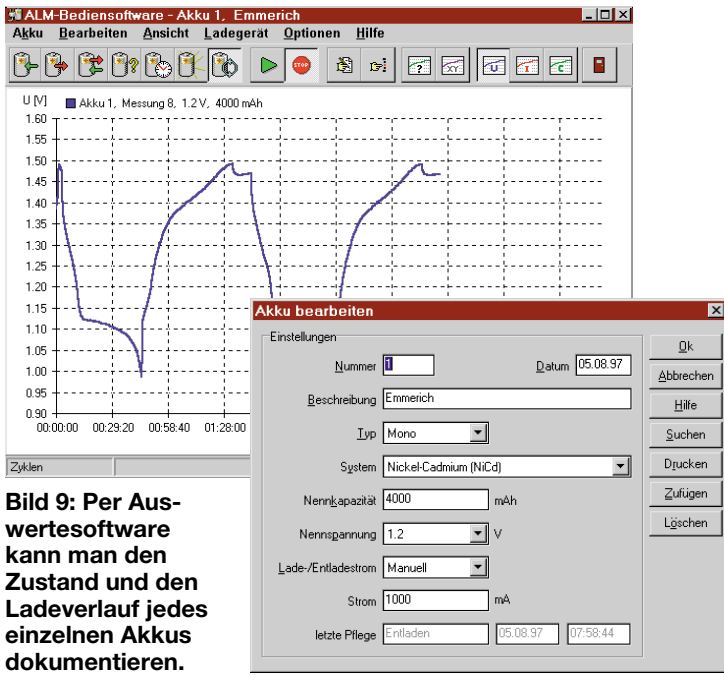 ALM-Bediensoftware - Akku 1, Emmerich
Akku Bearbeiten Ansicht Ladegerät Optionen Hilfe
STOP ? XY U I C
U [V] Akku 1, Messung 8, 1.2 V, 4000 mAh
1.60
1.55
1.50
1.45
1.40
1.35
1.30
1.25
1.20
1.15
1.10
1.05
1.00
0.95
0.90
00:00:00 00:29:20 00:58:40 01:28:00
Zyklen
Akku bearbeiten
Einstellungen
Nummer 1 Datum 05.08.97
Beschreibung Emmerich
Typ Mono
System Nickel-Cadmium (NiCd)
Nennkapazität 4000 mAh
Nennspannung 1.2 V
Lade-/Entladestrom Manuell
Strom 1000 mA
letzte Pflege Entladen 05.08.97 07:58:44
Ok
Abbrechen
Hilfe
Suchen
Drucken
Zufügen
Löschen
Bild 9: Per Aus-
wertesoftware
kann man den
Zustand und den
Ladeverlauf jedes
einzelnen Akkus
dokumentieren.